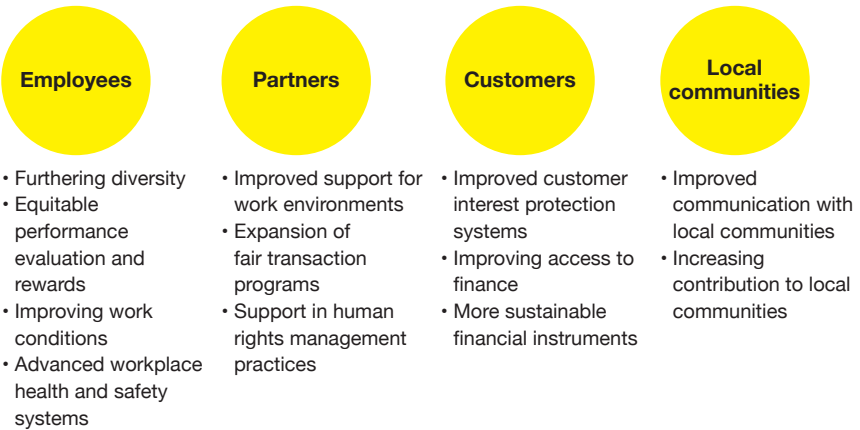 Employees
• Furthering diversity
• Equitable
performance
evaluation and
rewards
• Improving work
conditions
• Advanced workplace
health and safety
systems
Partners
• Improved support for
work environments
• Expansion of
fair transaction
programs
• Support in human
rights management
practices
Customers
• Improved customer
interest protection
systems
• Improving access to
finance
• More sustainable
financial instruments
Local
communities
• Improved
communication with
local communities
• Increasing
contribution to local
communities